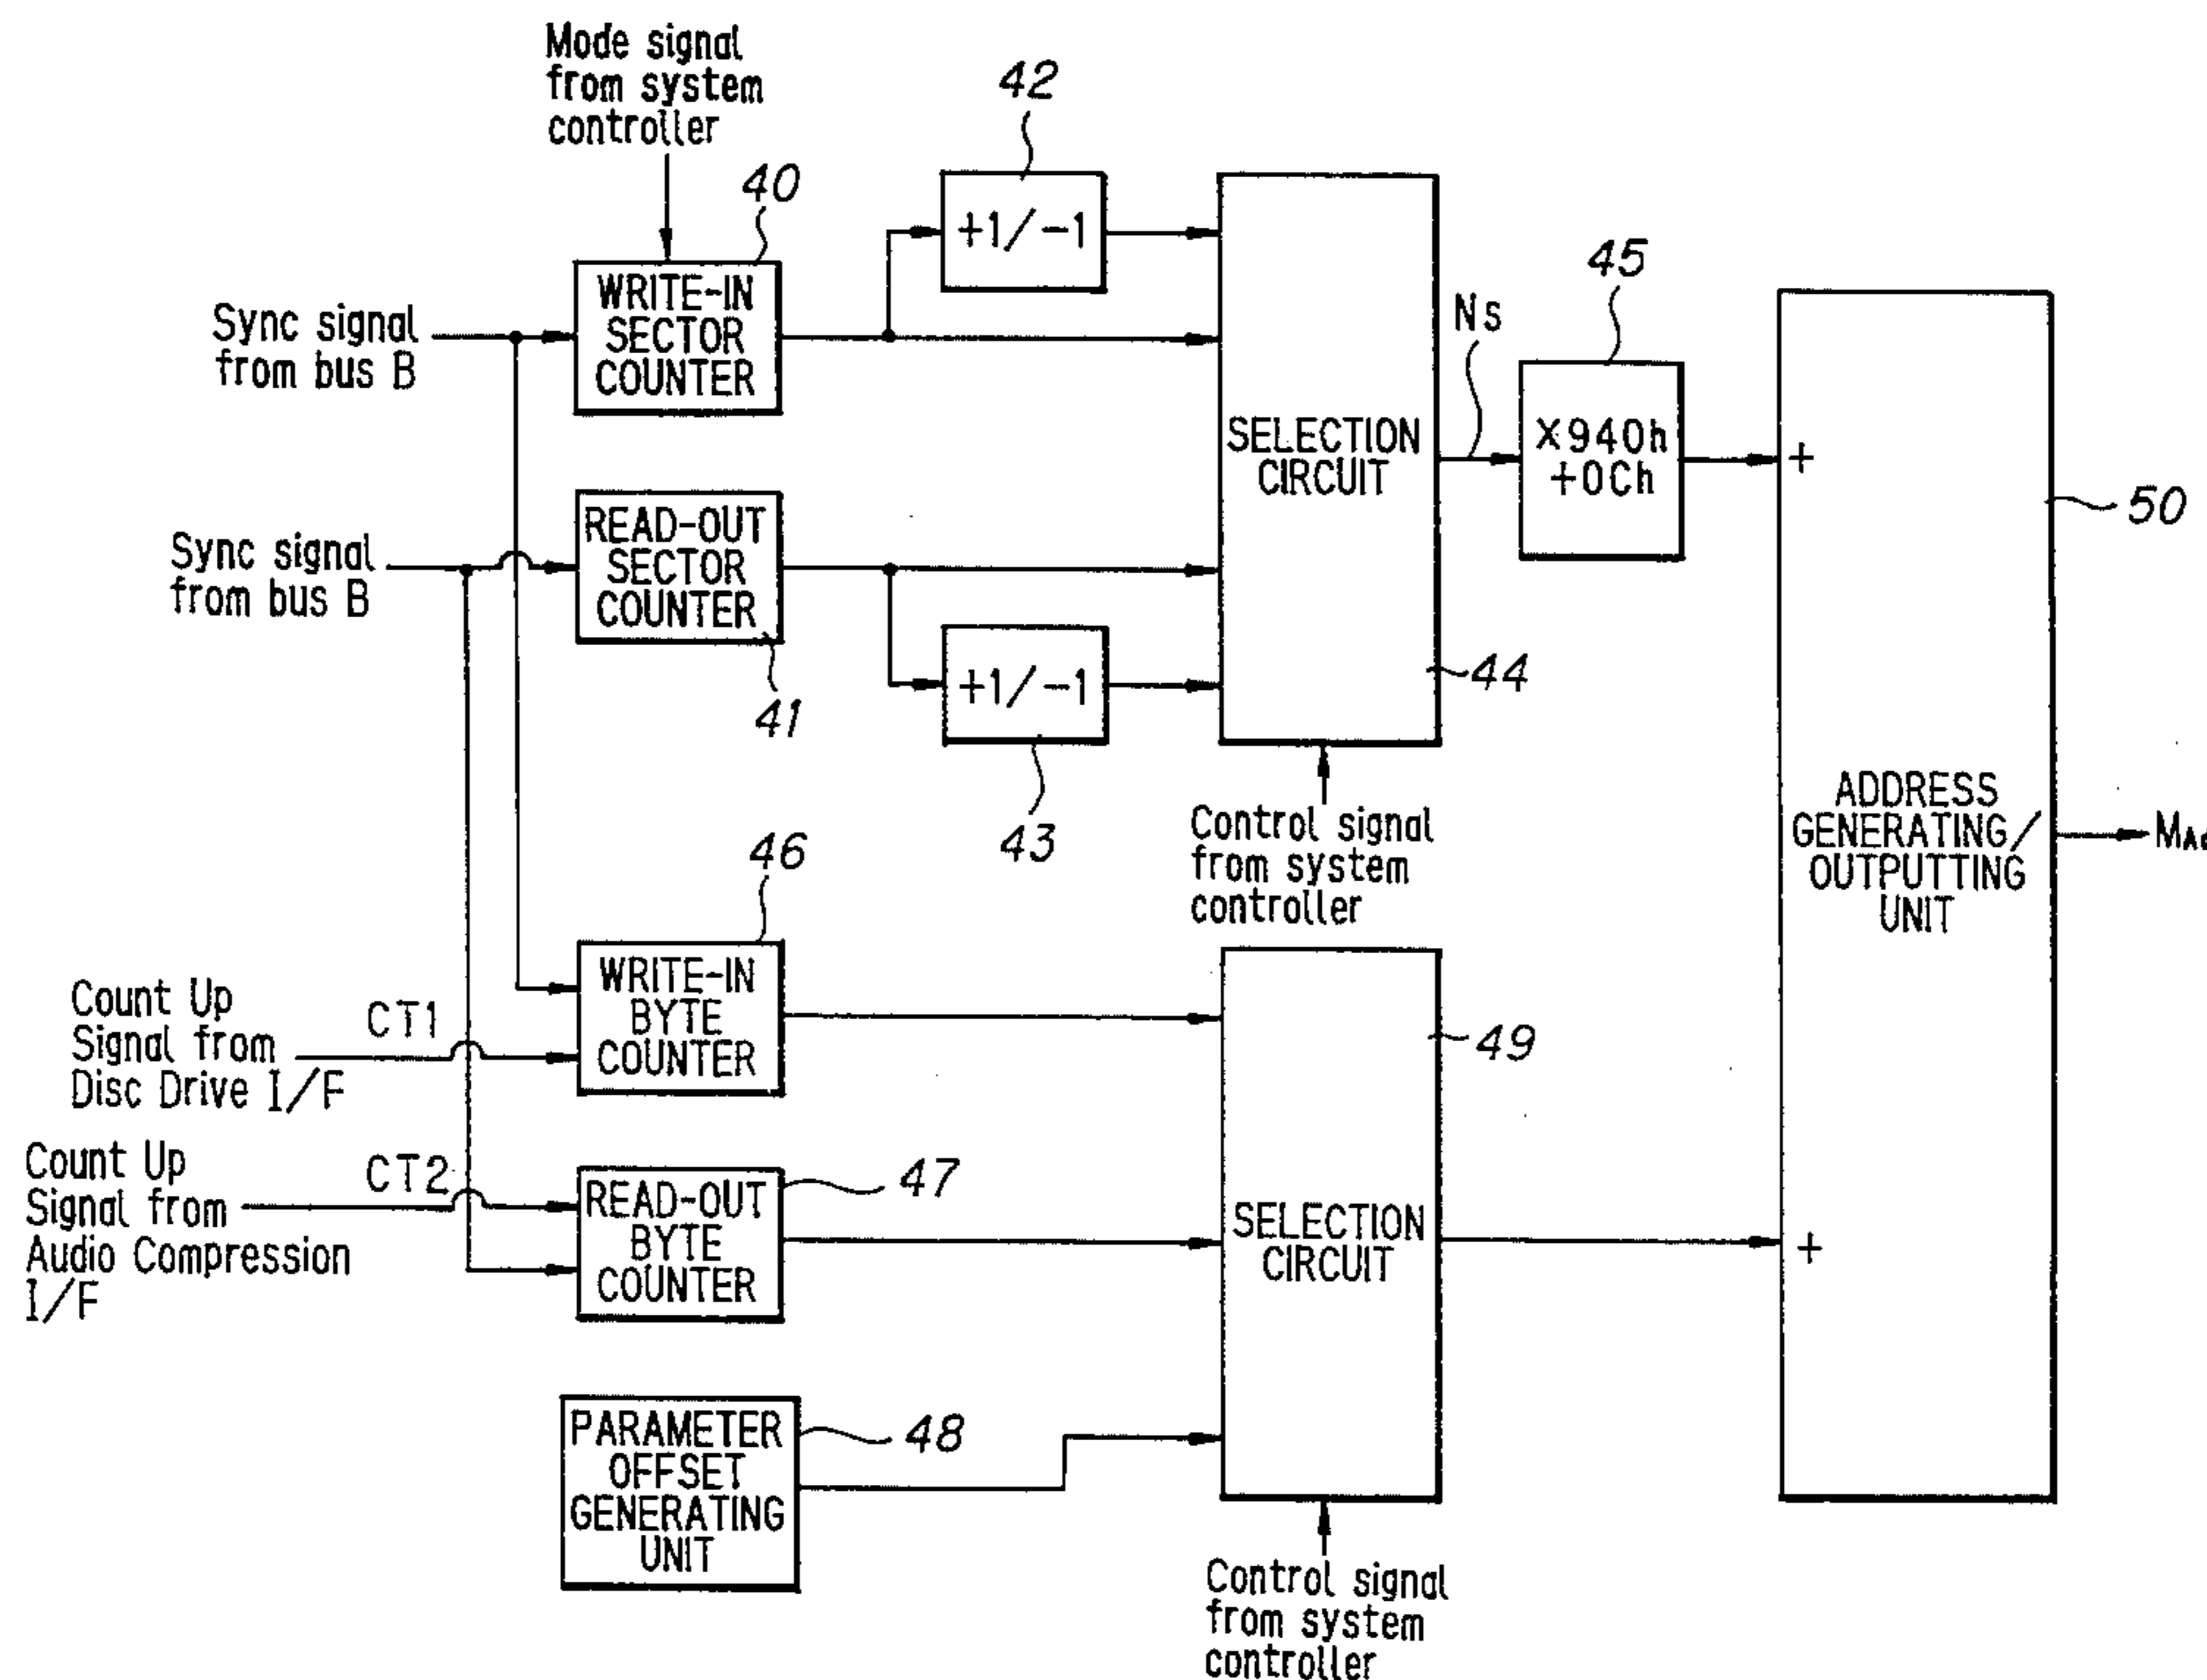 Mode signal
from system
controller
42
40
+1/-1
45
WRITE-IN
SECTOR
COUNTER
Sync signal
from bus B
Ns
SELECTION
CIRCUIT
×940h
+0Ch
+
50
READ-OUT
SECTOR
COUNTER
Sync signal
from bus B
+1/-1
44
41
43
Control signal
from system
controller
ADDRESS
GENERATING/
OUTPUTTING
UNIT
46
WRITE-IN
BYTE
COUNTER
Count Up
Signal from
Disc Drive I/F
CT1
49
Count Up
Signal from
Audio Compression
I/F
CT2
47
READ-OUT
BYTE
COUNTER
SELECTION
CIRCUIT
+
PARAMETER
OFFSET
GENERATING
UNIT
48
Control signal
from system
controller